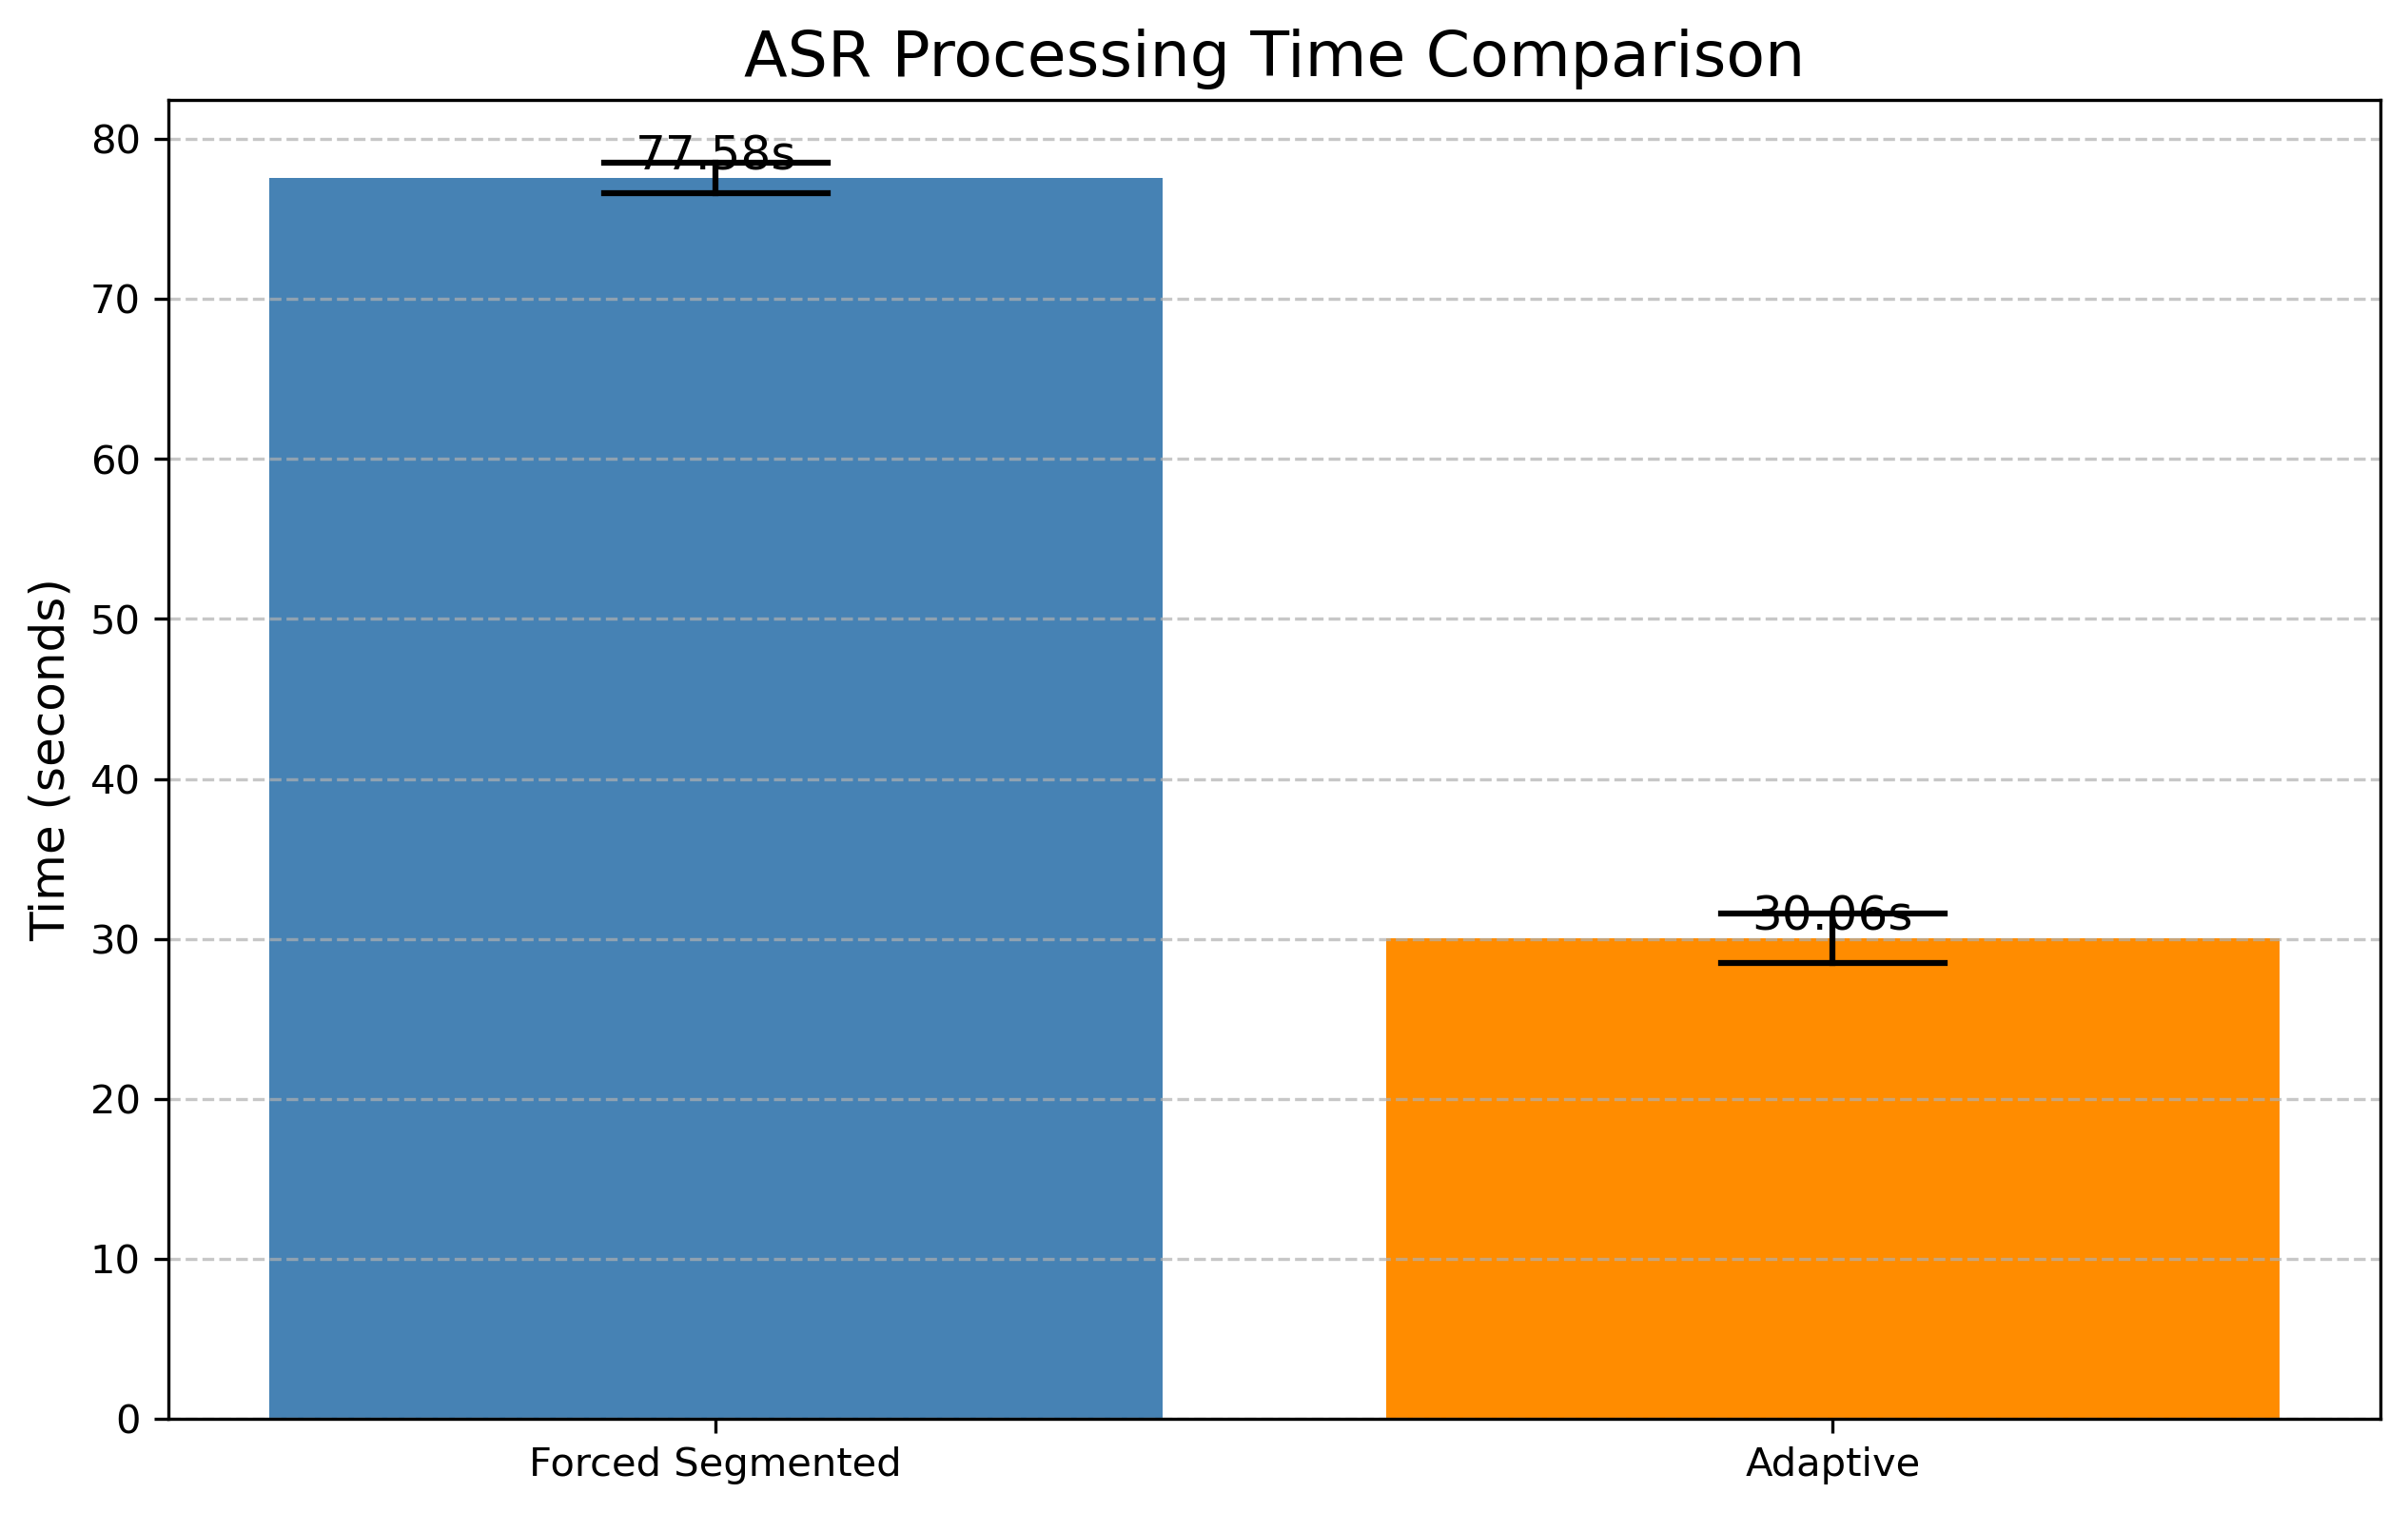 ASR Processing Time Comparison
Time (seconds)
80
70
60
50
40
30
20
10
0
77.58s
30.06s
Forced Segmented
Adaptive